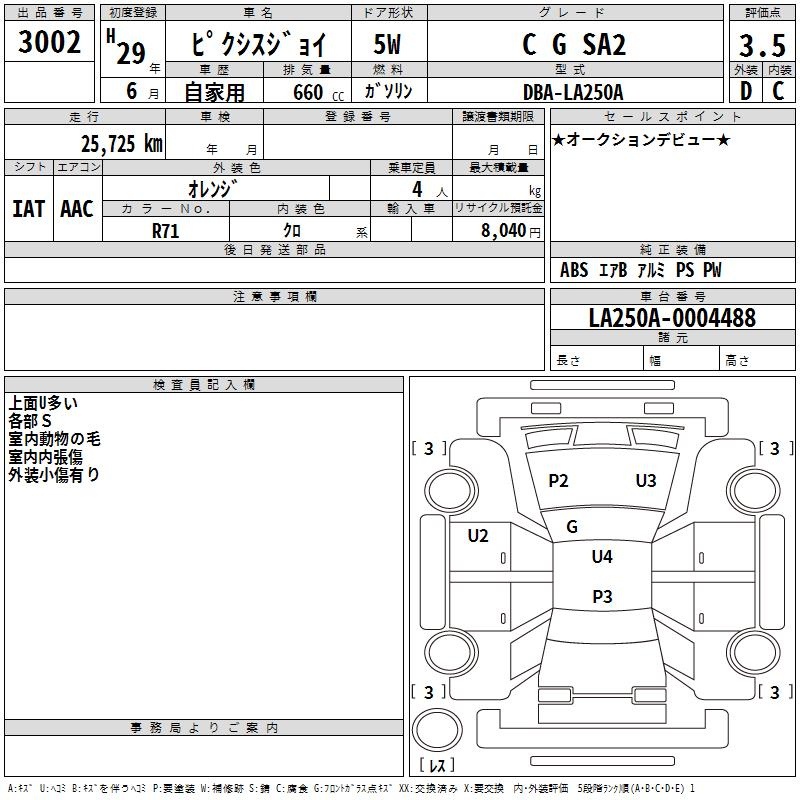 出品番号 初度登録 車名 ドア形状 グレード 評価点
3002 H29年 ﾋﾟｸｼｽｼﾞｮｲ 5W C G SA2 3.5
車歴 排気量 燃料 型式 外装 内装
6月 自家用 660 CC ｶﾞｿﾘﾝ DBA-LA250A D C
走行 車検 登録番号 譲渡書類期限 セールスポイント
25,725 km 年 月 月 日 ★オークションデビュー★
シフト エアコン 外装色 乗車定員 最大積載量
IAT AAC ｵﾚﾝｼﾞ 4人 kg
カラーNo. 内装色 輸入車 リサイクル預託金
R71 ｸﾛ 系 8,040円
後日発送部品 純正装備
ABS ｴｱB ｱﾙﾐ PS PW
注意事項欄 車台番号
LA250A-0004488
諸元
長さ 幅 高さ
検査員記入欄
上面U多い
各部S
室内動物の毛
室内内張傷
外装小傷有り
[ 3 ] [ 3 ]
P2 U3
G
U2
U4
P3
[ 3 ] [ 3 ]
[ ﾚｽ ]
事務局よりご案内
A:ｷｽﾞ U:ﾍｺﾐ B:ｷｽﾞを伴うﾍｺﾐ P:要塗装 W:補修跡 S:錆 C:腐食 G:ﾌﾛﾝﾄｶﾞﾗｽ点ｷｽﾞ XX:交換済み X:要交換 内･外装評価 5段階ﾗﾝｸ順(A･B･C･D･E) 1